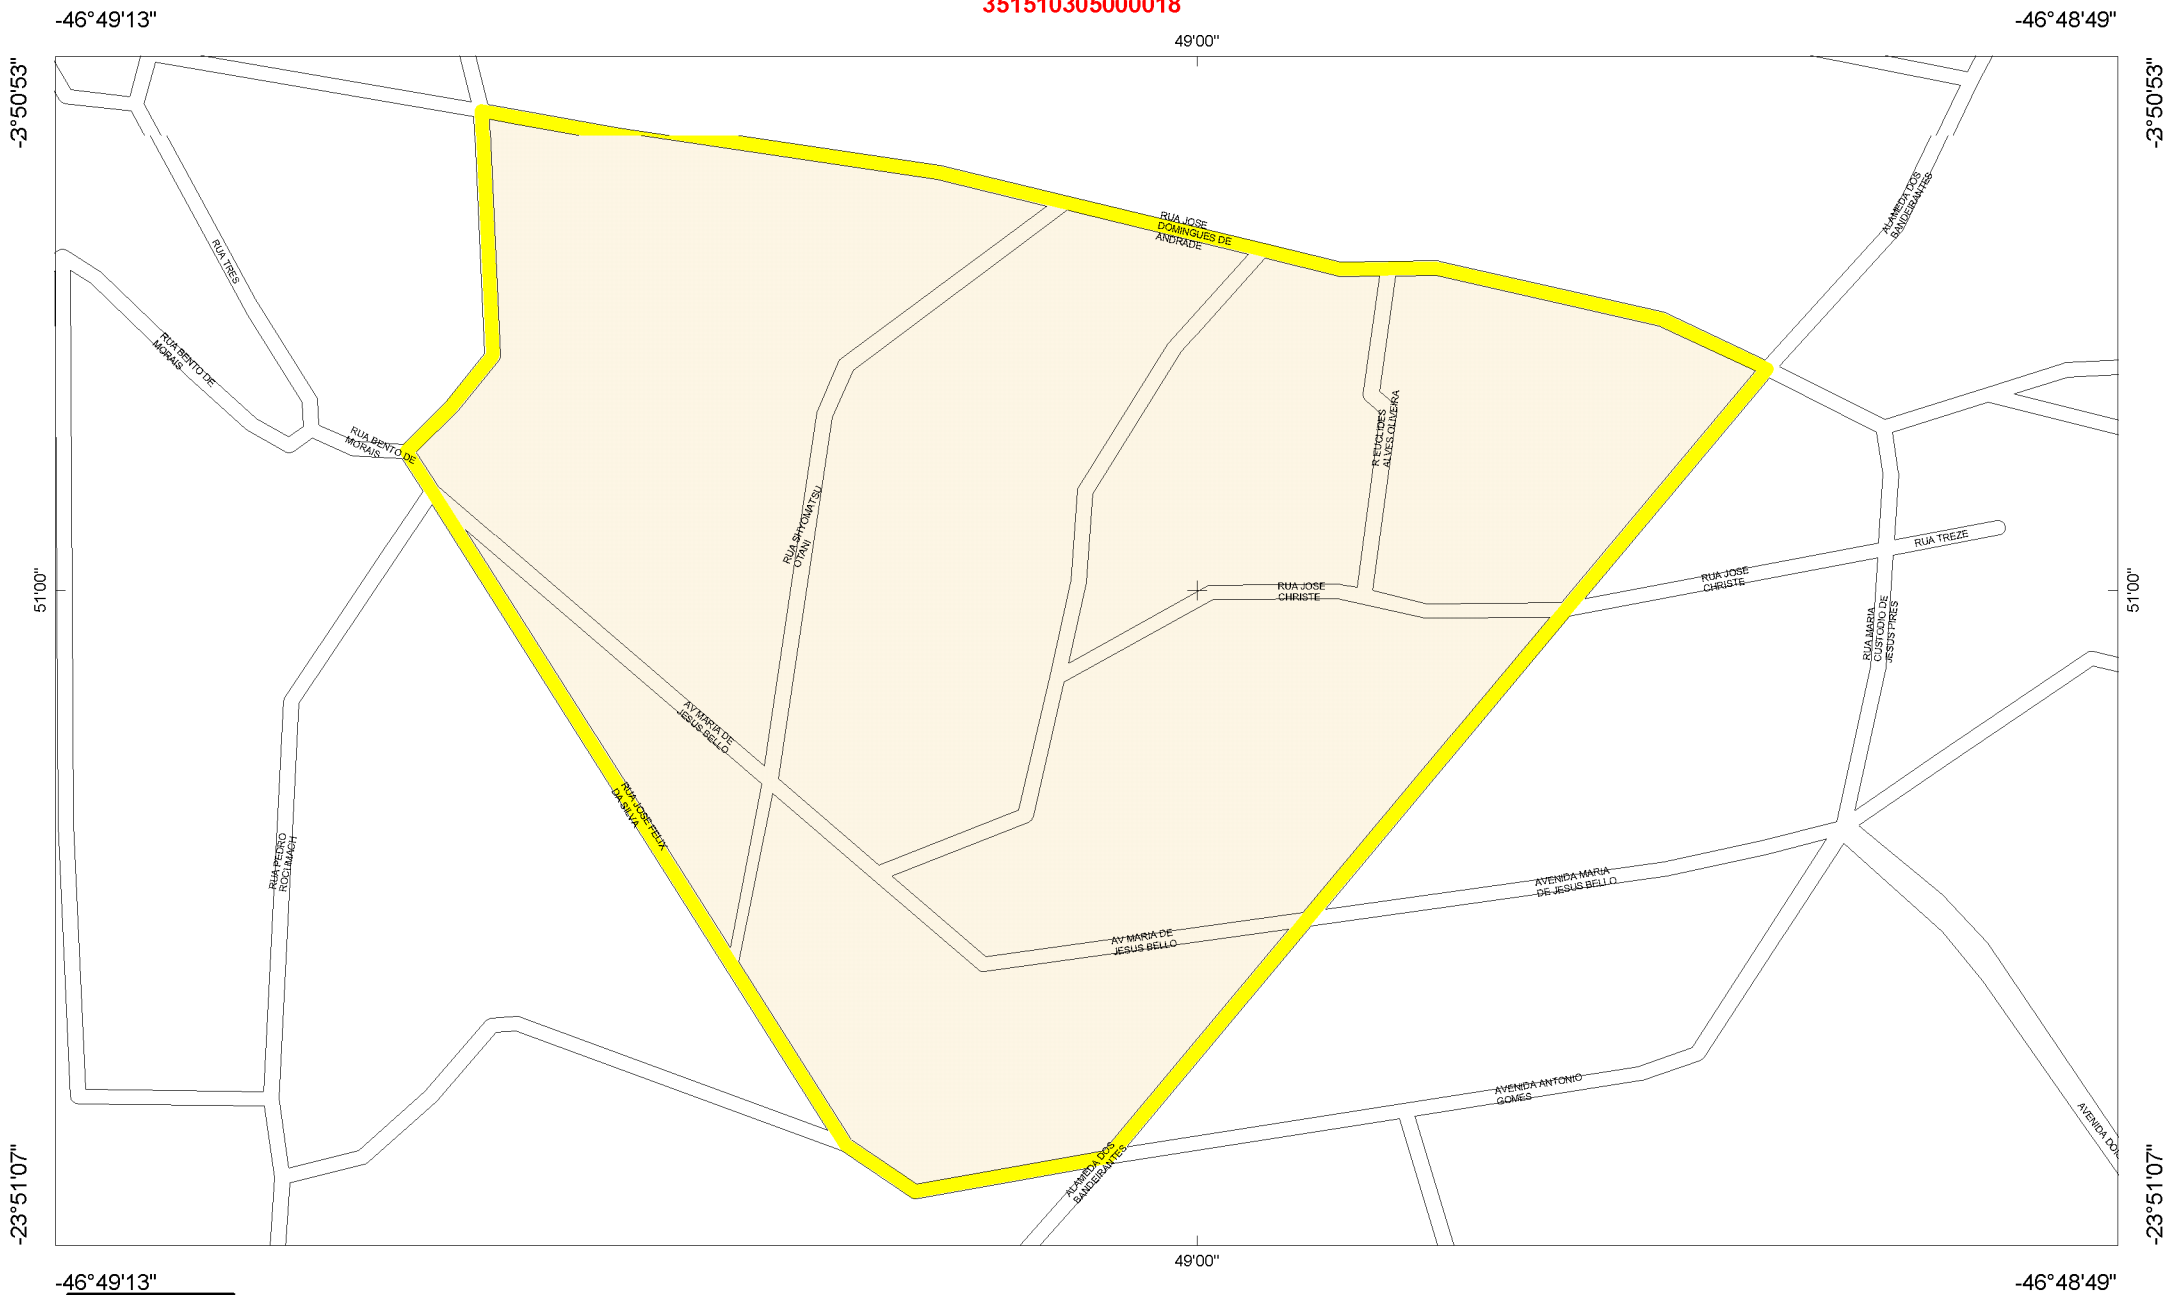 351510305000018
-46°49'13"
-46°48'49"
49'00"
-3°50'53"
-3°50'53"
ALAMEDA DOS
BANDEIRANTES
RUA JOSE
DOMINGUES DE
ANDRADE
RUA TRES
RUA BENTO DE
MORAIS
RUA BENTO DE
MORAIS
R EUCLIDES
ALVES OLIVEIRA
RUA SHYOMATSU
OTANI
RUA TREZE
RUA JOSE
CHRISTE
RUA JOSE
CHRISTE
51'00"
51'00"
RUA MARIA
CUSTODIO DE
JESUS PIRES
AV MARIA DE
JESUS BELLO
RUA JOSE FELIX
DA SILVA
RUA PEDRO
ROCLIMACH
AVENIDA MARIA
DE JESUS BELLO
AV MARIA DE
JESUS BELLO
AVENIDA ANTONIO
GOMES
AVENIDA DOI
ALAMEDA DOS
BANDEIRANTES
-23°51'07"
-23°51'07"
49'00"
-46°49'13"
-46°48'49"